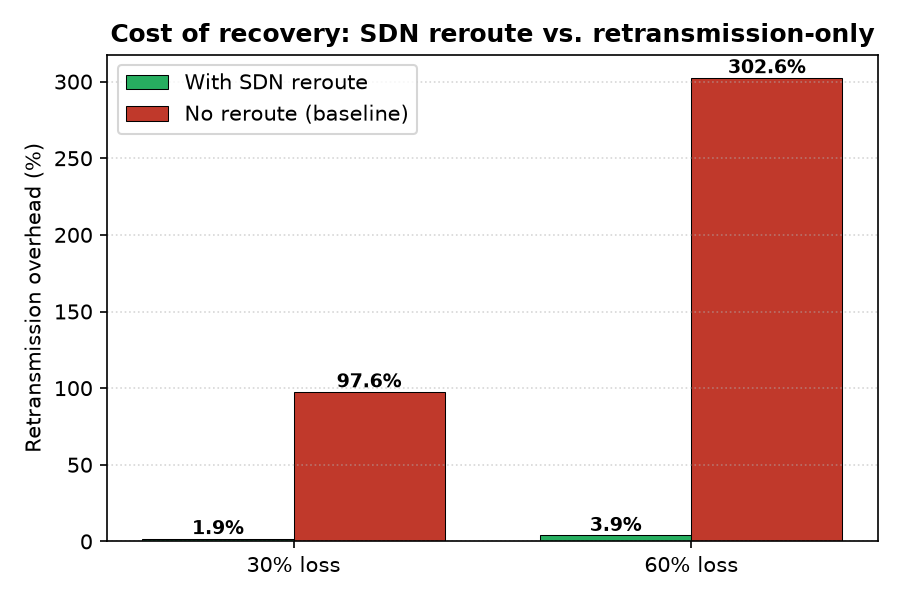 Cost of recovery: SDN reroute vs. retransmission-only
With SDN reroute
No reroute (baseline)
Retransmission overhead (%)
300
250
200
150
100
50
0
1.9%
97.6%
3.9%
302.6%
30% loss
60% loss